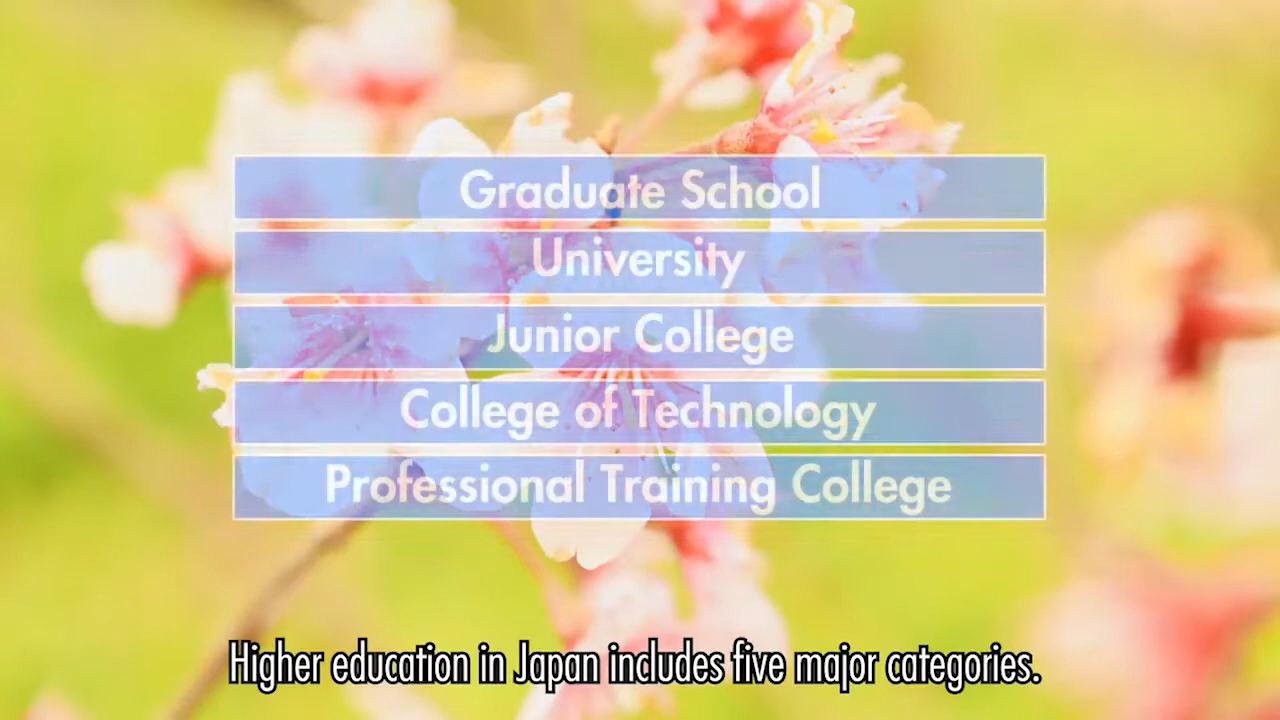 Graduate School
University
Junior College
College of Technology
Professional Training College
Higher education in Japan includes five major categories.